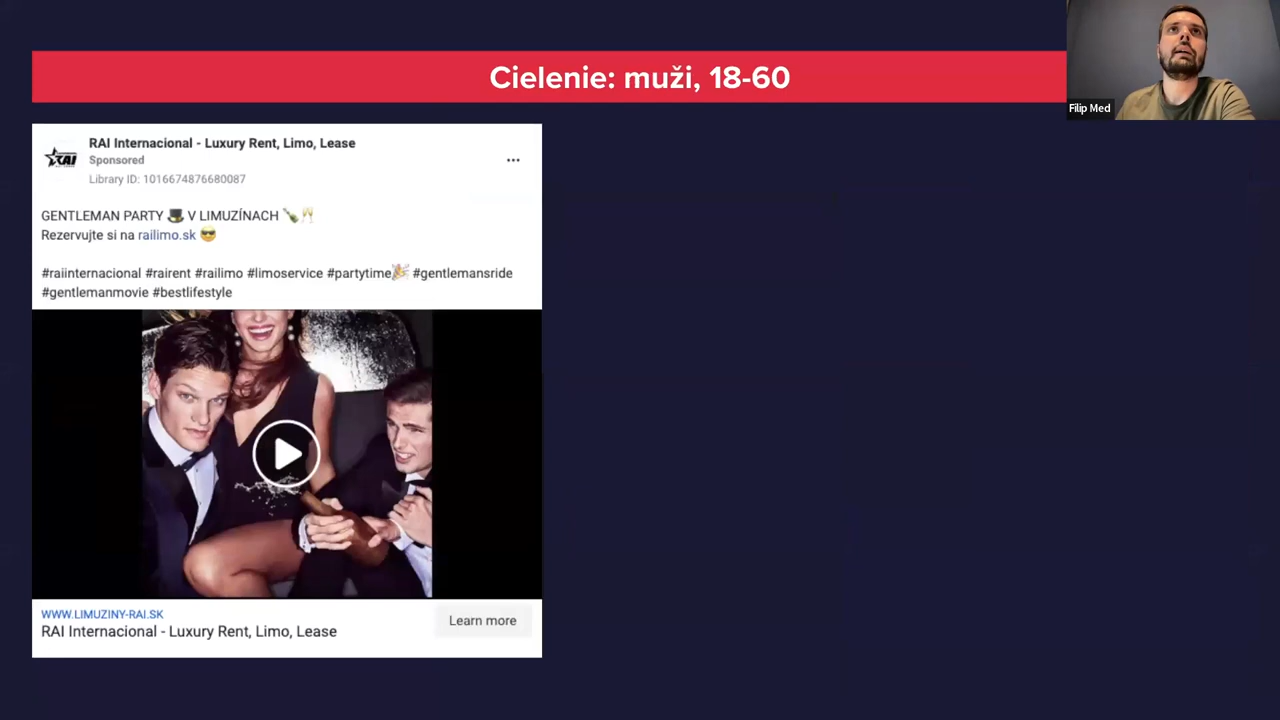 Cielenie: muži, 18-60
Filip Med
RAI
RAI Internacional - Luxury Rent, Limo, Lease
Sponsored
Library ID: 1016674876680087
GENTLEMAN PARTY 🎩 V LIMUZÍNACH 🍾🥂
Rezervujte si na railimo.sk 😎
#raiinternacional #rairent #railimo #limoservice #partytime🎉 #gentlemansride
#gentlemanmovie #bestlifestyle
WWW.LIMUZINY-RAI.SK
RAI Internacional - Luxury Rent, Limo, Lease
Learn more